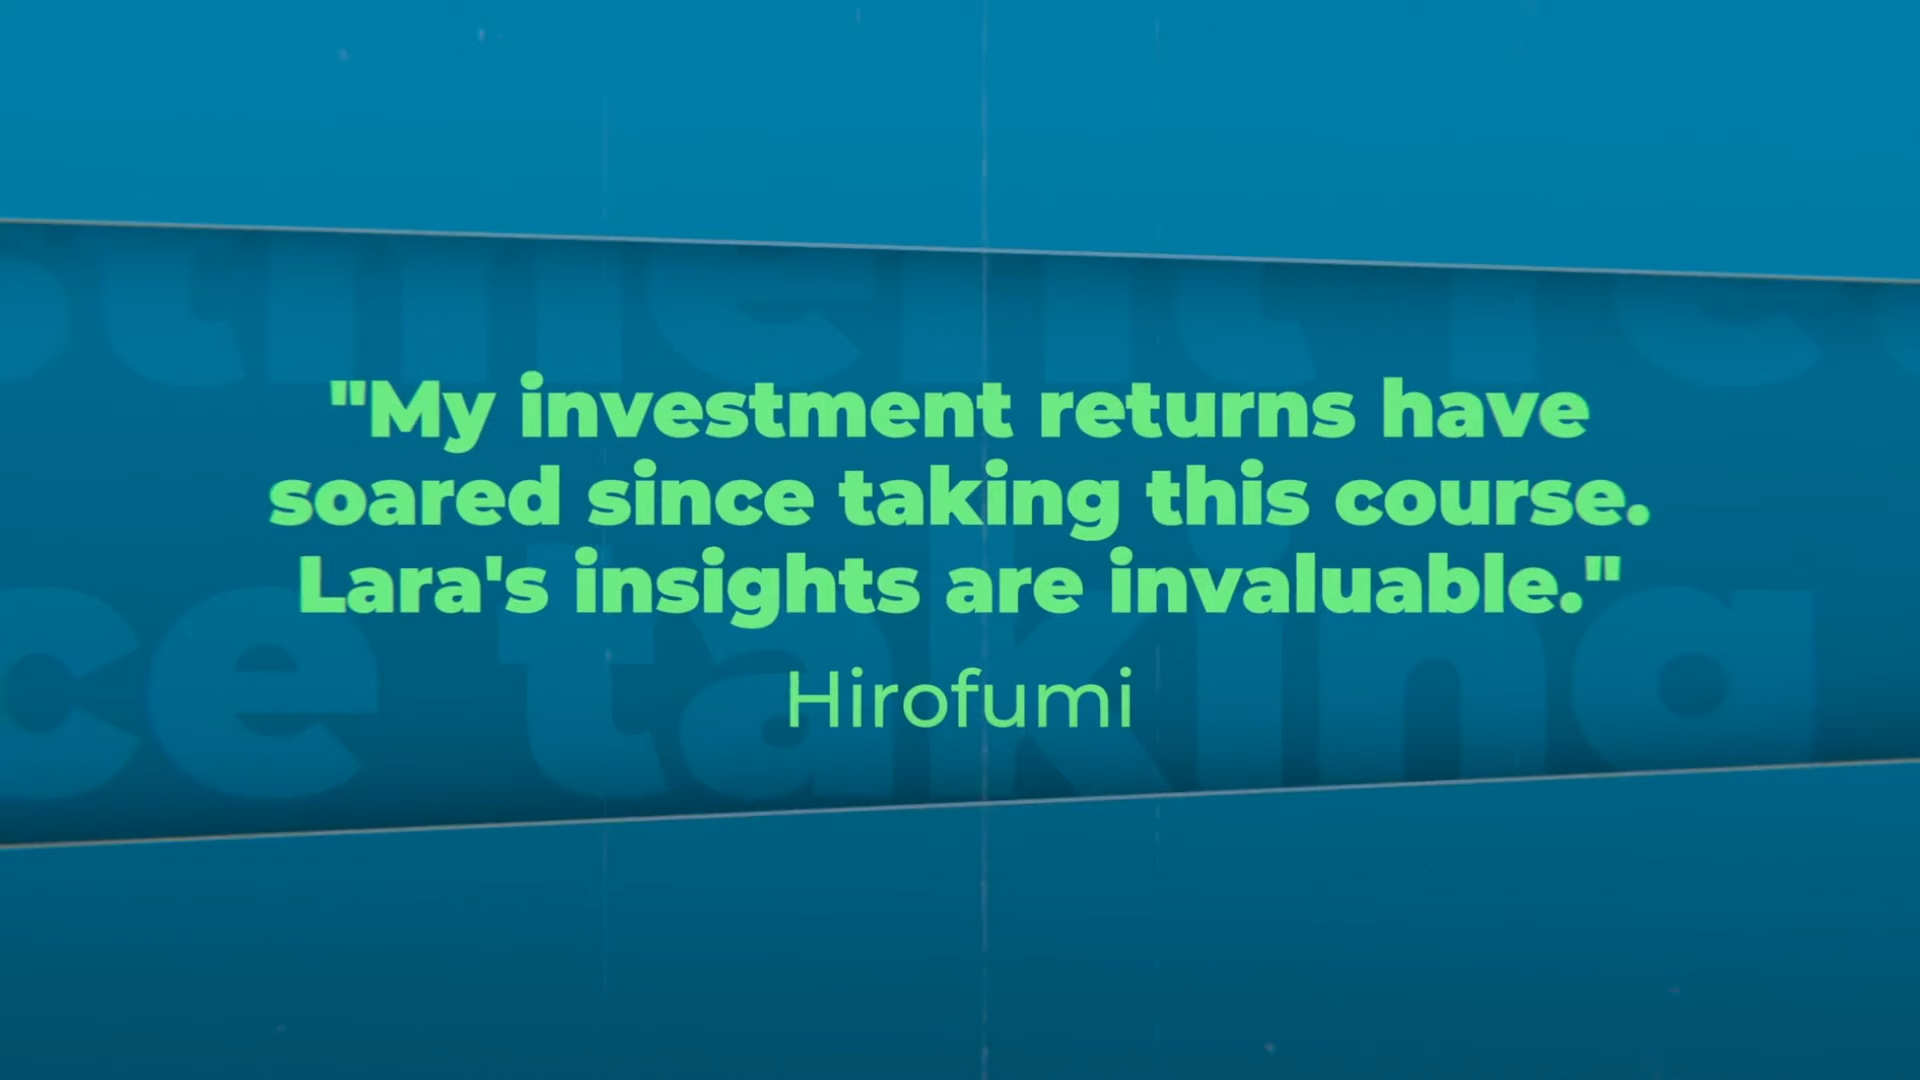 "My investment returns have
soared since taking this course.
Lara's insights are invaluable."
Hirofumi